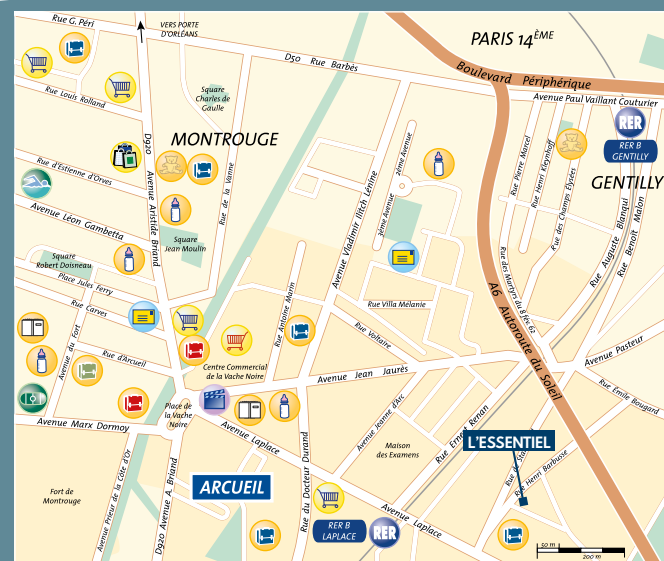 Rue G. Péri
VERS PORTE
D'ORLÉANS
PARIS 14ÈME
D50 Rue Barbès
Boulevard Périphérique
Avenue Paul Vaillant Couturier
Rue Louis Rolland
Square
Charles de
Gaulle
RER
RER B
GENTILLY
MONTROUGE
D920
Avenue Aristide Briand
Rue d'Estienne d'Orves
Rue de la Vanne
2ème Avenue
3ème Avenue
Avenue Vladimir Ilitch Lénine
Rue Pierre Marcel
Rue Henri Kleynhoff
Rue des Champs Élysées
GENTILLY
Rue Auguste Blanqui
Rue Benoît Malon
Avenue Léon Gambetta
Square
Jean Moulin
Square
Robert Doisneau
Place Jules Ferry
Rue Carves
Rue Antoine Marin
Rue Villa Mélanie
Rue Voltaire
Rue des Martyrs du 8 fév. 62
A6 Autoroute du Soleil
Avenue du Fort
Rue d'Arcueil
Centre Commercial
de la Vache Noire
Avenue Jean Jaurès
Avenue Pasteur
Rue Émile Bougard
Place de
la Vache
Noire
Avenue Marx Dormoy
Avenue Laplace
Avenue Jeanne d'Arc
Rue Ernest Renan
Maison
des Examens
L'ESSENTIEL
Rue de
Rue Henri Barbusse
Fort de
Montrouge
Avenue Prieur de la Côte d'Or
D920 Avenue A. Briand
ARCUEIL
Rue du Docteur Durand
RER B
LAPLACE
RER
Avenue Laplace
50 m
200 m